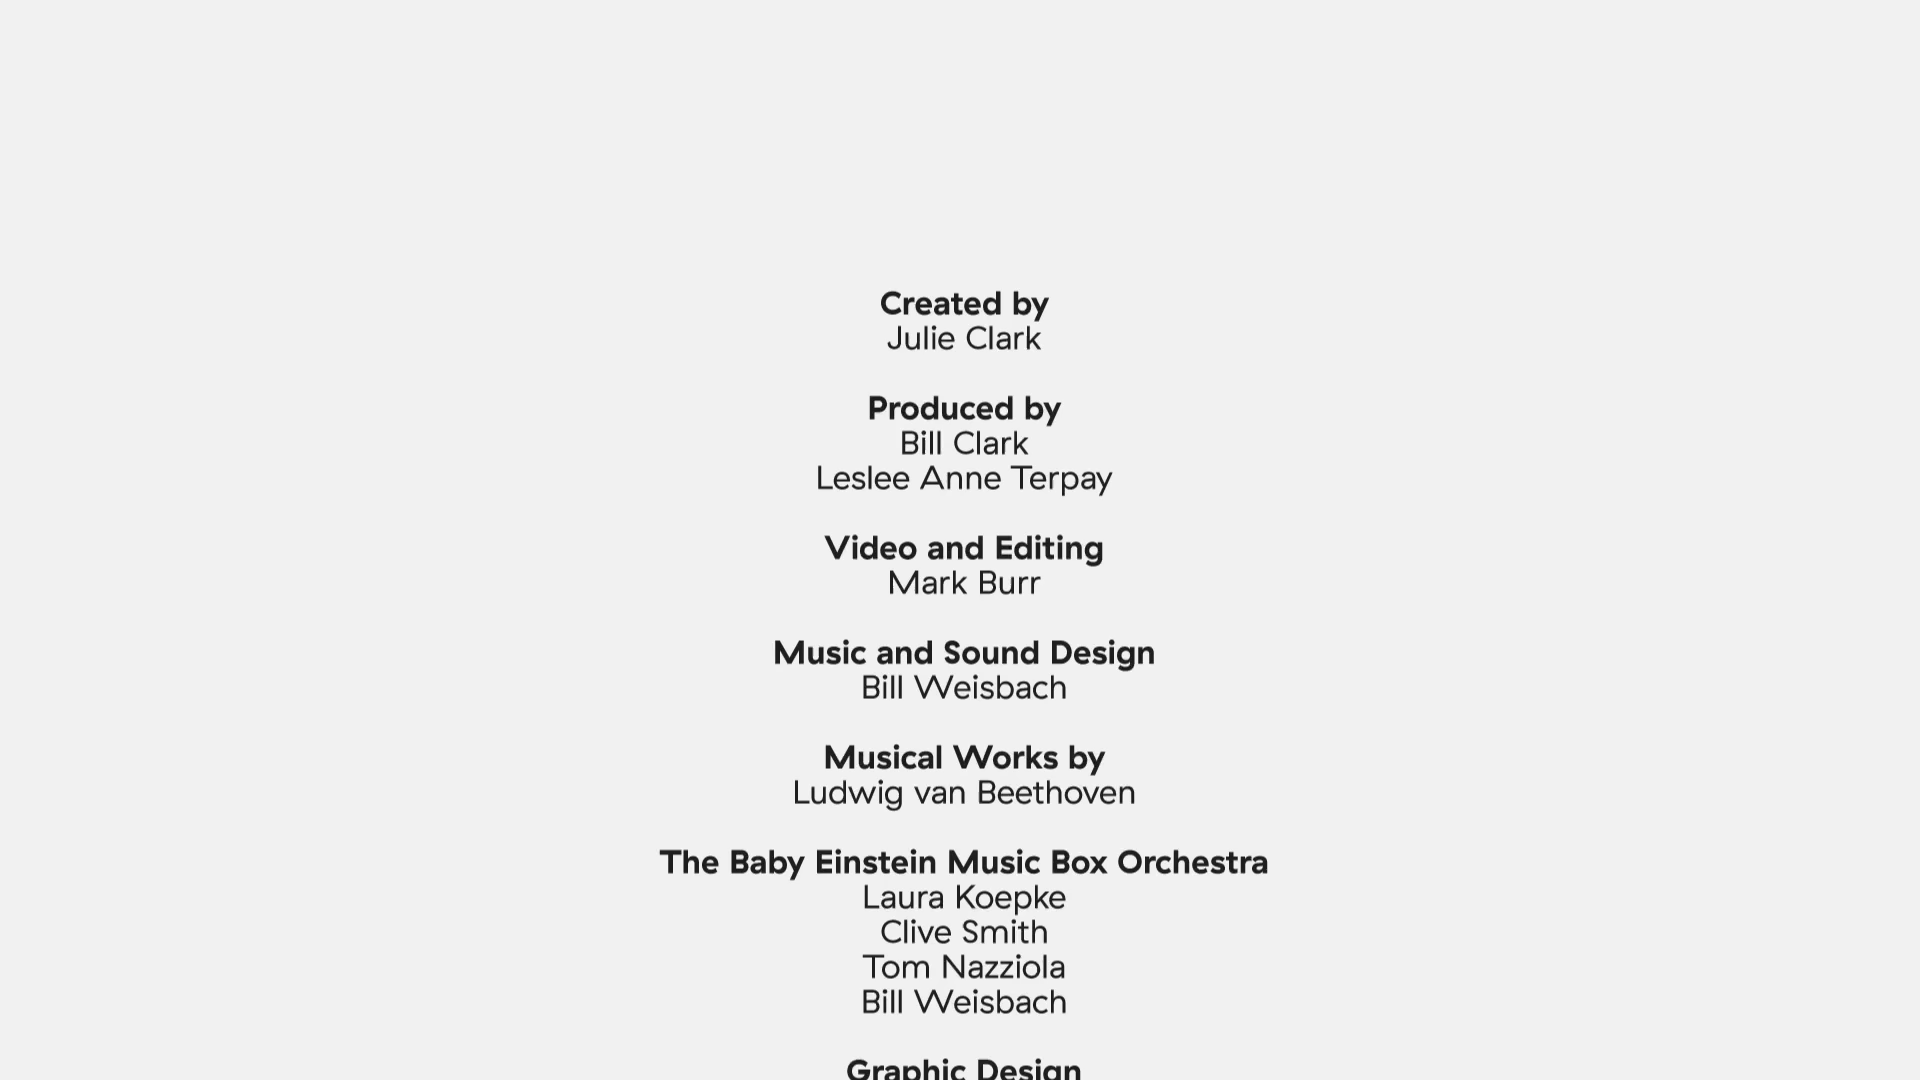 Created by
Julie Clark
Produced by
Bill Clark
Leslee Anne Terpay
Video and Editing
Mark Burr
Music and Sound Design
Bill Weisbach
Musical Works by
Ludwig van Beethoven
The Baby Einstein Music Box Orchestra
Laura Koepke
Clive Smith
Tom Nazziola
Bill Weisbach
Graphic Design